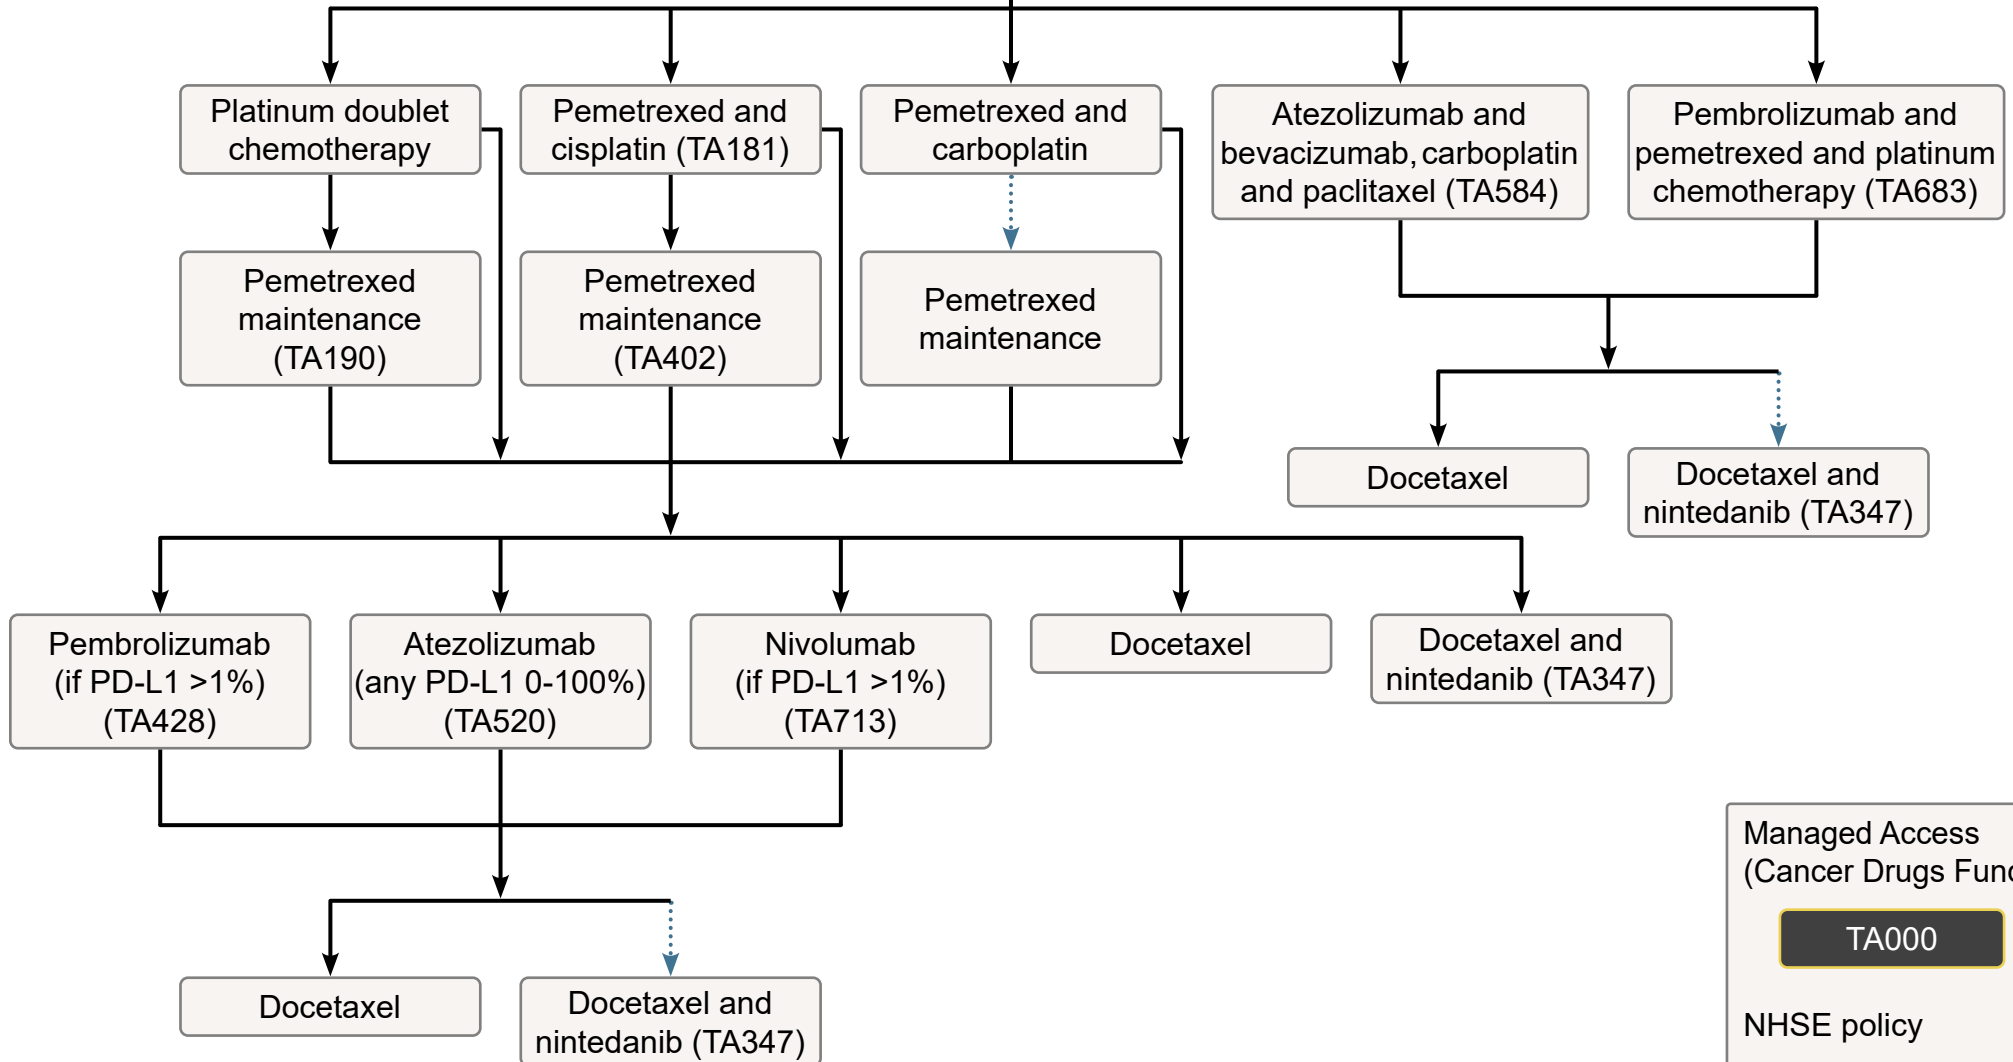 Platinum doublet
chemotherapy
Pemetrexed and
cisplatin (TA181)
Pemetrexed and
carboplatin
Atezolizumab and
bevacizumab, carboplatin
and paclitaxel (TA584)
Pembrolizumab and
pemetrexed and platinum
chemotherapy (TA683)
Pemetrexed
maintenance
(TA190)
Pemetrexed
maintenance
(TA402)
Pemetrexed
maintenance
Docetaxel
Docetaxel and
nintedanib (TA347)
Pembrolizumab
(if PD-L1 >1%)
(TA428)
Atezolizumab
(any PD-L1 0-100%)
(TA520)
Nivolumab
(if PD-L1 >1%)
(TA713)
Docetaxel
Docetaxel and
nintedanib (TA347)
Docetaxel
Docetaxel and
nintedanib (TA347)
Managed Access
(Cancer Drugs
TA000
NHSE policy